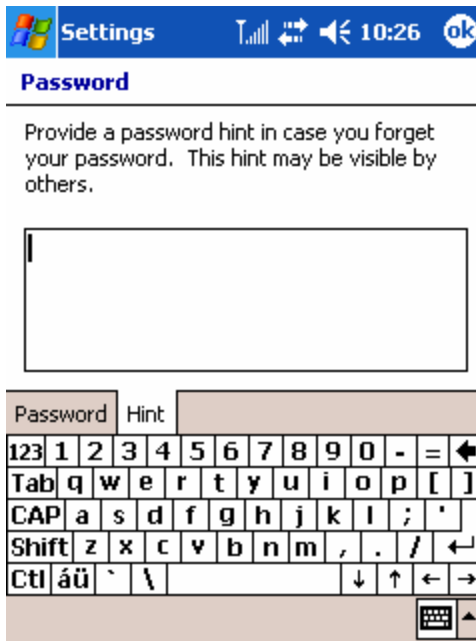 Settings 10:26 ok
Password
Provide a password hint in case you forget
your password. This hint may be visible by
others.
Password Hint
123 1 2 3 4 5 6 7 8 9 0 - =
Tab q w e r t y u i o p [ ]
CAP a s d f g h j k l ; '
Shift z x c v b n m , . /
Ctl áü ` \